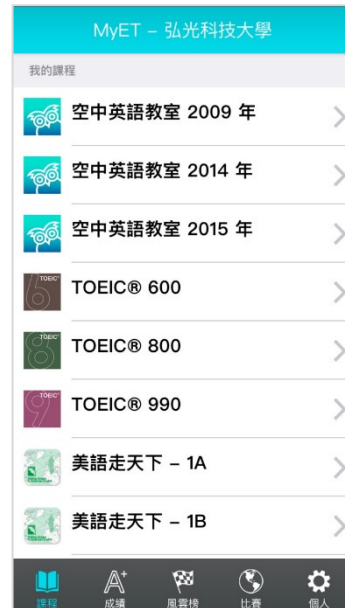 MyET – 弘光科技大學
我的課程
空中英語教室 2009 年
空中英語教室 2014 年
空中英語教室 2015 年
TOEIC
TOEIC® 600
TOEIC
TOEIC® 800
TOEIC
TOEIC® 990
美語走天下 – 1A
美語走天下 – 1B
課程 成績 風雲榜 比賽 個人